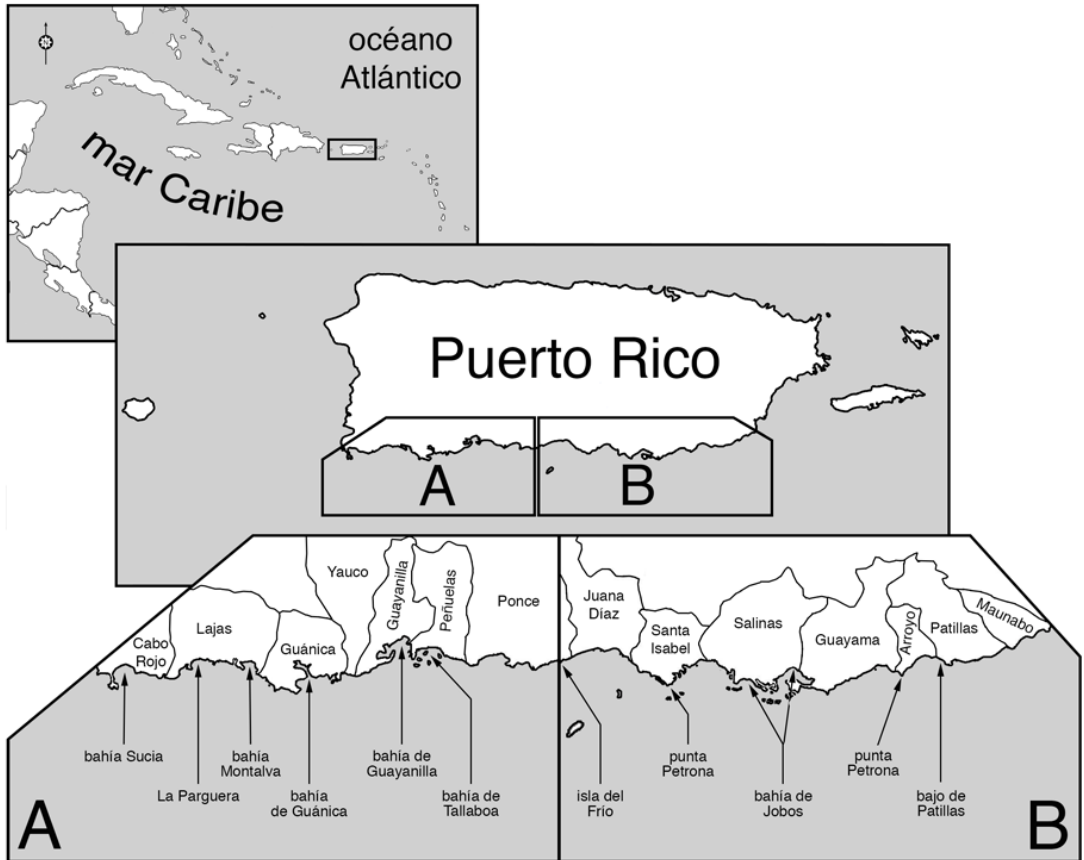 océano
Atlántico
mar Caribe
Puerto Rico
A
B
Yauco
Guayanilla
Peñuelas
Ponce
Cabo
Rojo
Lajas
Guánica
Juana
Díaz
Santa
Isabel
Salinas
Guayama
Arroyo
Patillas
Maunabo
bahía Sucia
La Parguera
bahía
Montalva
bahía
de Guánica
bahía de
Guayanilla
bahía de
Tallaboa
isla del
Frío
punta
Petrona
bahía de
Jobos
punta
Petrona
bajo de
Patillas
A
B